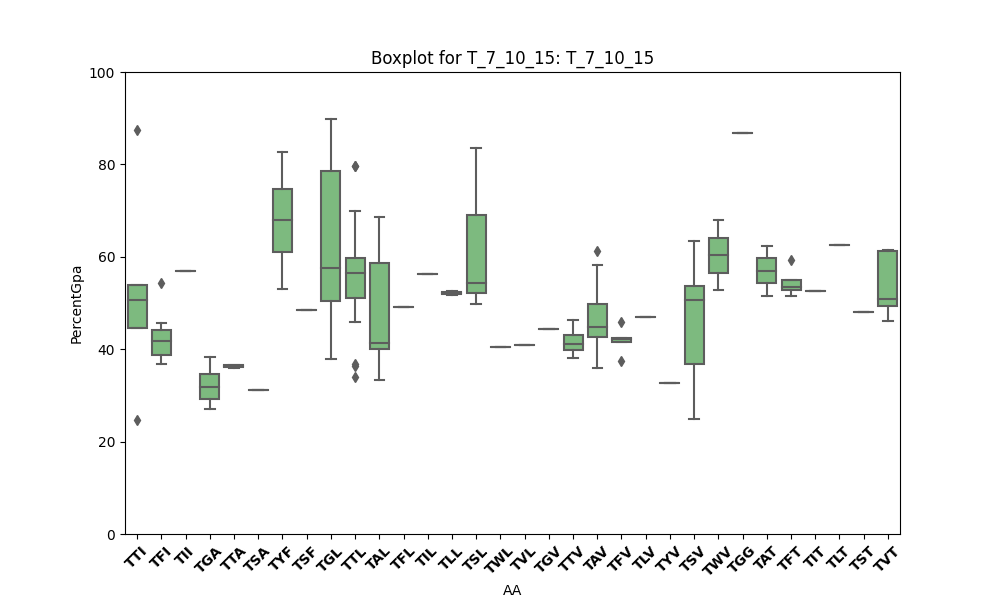 Boxplot for T_7_10_15: T_7_10_15
100
80
60
40
20
0
PercentGpa
TTI TFI TII TGA TTA TSA TYF TSF TGL TTL TAL TFL TIL TLL TSL TWL TVL TGV TTV TAV TFV TLV TYV TSV TWV TGG TAT TFT TIT TLT TST TVT
AA